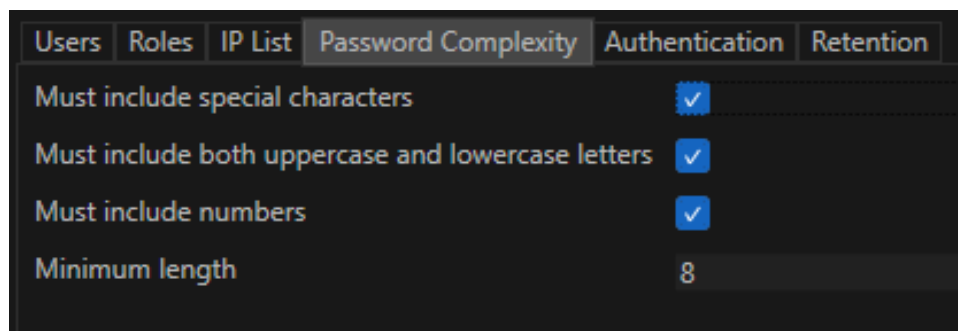 Users Roles IP List Password Complexity Authentication Retention
Must include special characters
Must include both uppercase and lowercase letters
Must include numbers
Minimum length 8